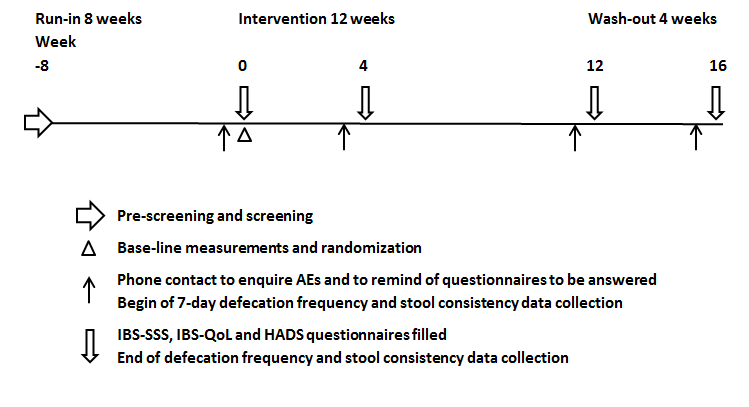 Run-in 8 weeks Intervention 12 weeks Wash-out 4 weeks
Week
-8 0 4 12 16
Pre-screening and screening
Base-line measurements and randomization
Phone contact to enquire AEs and to remind of questionnaires to be answered
Begin of 7-day defecation frequency and stool consistency data collection
IBS-SSS, IBS-QoL and HADS questionnaires filled
End of defecation frequency and stool consistency data collection